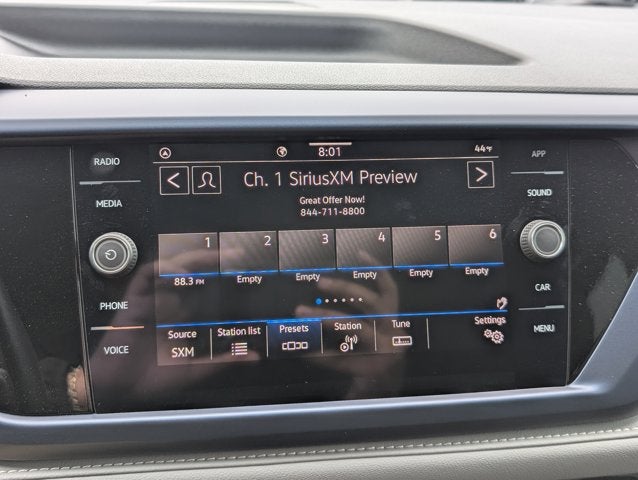 8:01
44°F
RADIO
MEDIA
PHONE
VOICE
Ch. 1 SiriusXM Preview
Great Offer Now!
844-711-8800
1 2 3 4 5 6
88.3 FM Empty Empty Empty Empty Empty
Source Station list Presets Station Tune Settings
SXM
APP
SOUND
CAR
MENU